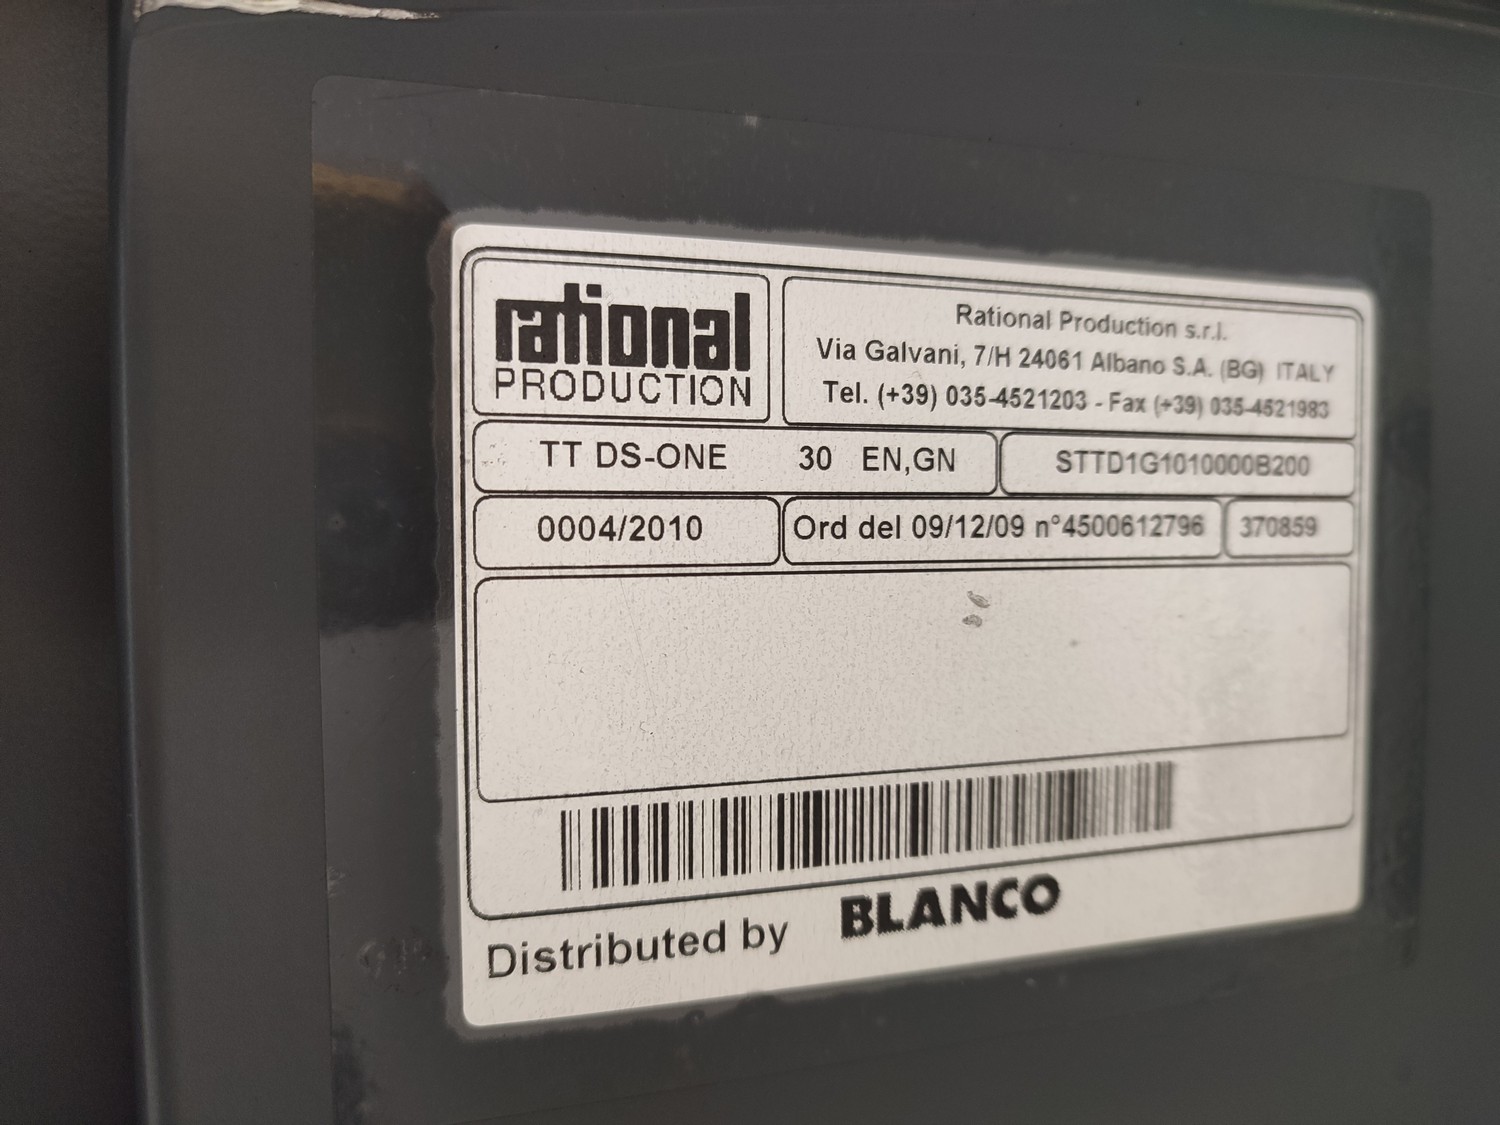 rational
PRODUCTION
Rational Production s.r.l.
Via Galvani, 7/H 24061 Albano S.A. (BG) ITALY
Tel. (+39) 035-4521203 - Fax (+39) 035-4521983
TT DS-ONE 30 EN,GN
STTD1G1010000B200
0004/2010
Ord del 09/12/09 n°4500612796
370859
Distributed by BLANCO